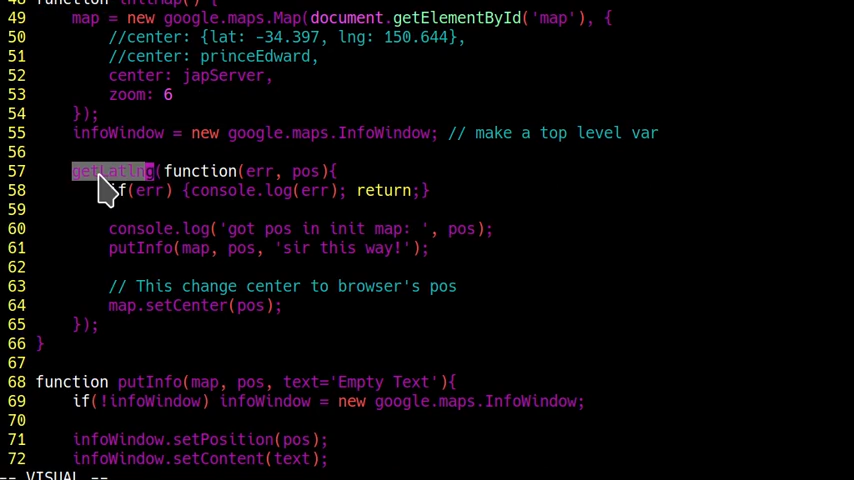 48 function initMap() {
49 map = new google.maps.Map(document.getElementById('map'), {
50 //center: {lat: -34.397, lng: 150.644},
51 //center: princeEdward,
52 center: japServer,
53 zoom: 6
54 });
55 infoWindow = new google.maps.InfoWindow; // make a top level var
56
57 getLatlng(function(err, pos){
58 if(err) {console.log(err); return;}
59
60 console.log('got pos in init map: ', pos);
61 putInfo(map, pos, 'sir this way!');
62
63 // This change center to browser's pos
64 map.setCenter(pos);
65 });
66 }
67
68 function putInfo(map, pos, text='Empty Text'){
69 if(!infoWindow) infoWindow = new google.maps.InfoWindow;
70
71 infoWindow.setPosition(pos);
72 infoWindow.setContent(text);
-- VISUAL --